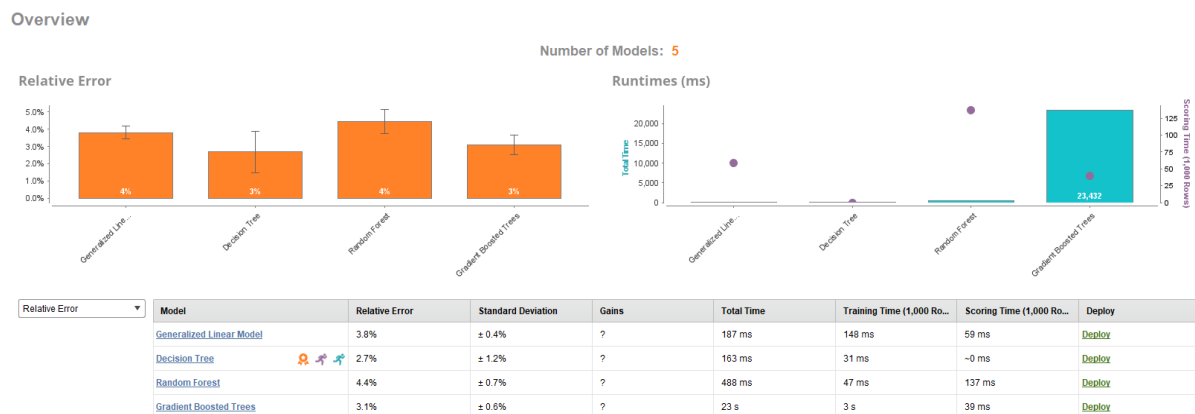 Overview
Number of Models: 5
Relative Error
5.0%
4.0%
3.0%
2.0%
1.0%
0.0%
4%
3%
4%
3%
Generalized Line...
Decision Tree
Random Forest
Gradient Boosted Trees
Runtimes (ms)
Total Time
20,000
15,000
10,000
5,000
0
23,432
125
100
75
50
25
0
Scoring Time (1,000 Rows)
Generalized Line...
Decision Tree
Random Forest
Gradient Boosted Trees
Relative Error
Model Relative Error Standard Deviation Gains Total Time Training Time (1,000 Ro... Scoring Time (1,000 Ro... Deploy
Generalized Linear Model 3.8% ± 0.4% ? 187 ms 148 ms 59 ms Deploy
Decision Tree 2.7% ± 1.2% ? 163 ms 31 ms ~0 ms Deploy
Random Forest 4.4% ± 0.7% ? 488 ms 47 ms 137 ms Deploy
Gradient Boosted Trees 3.1% ± 0.6% ? 23 s 3 s 39 ms Deploy